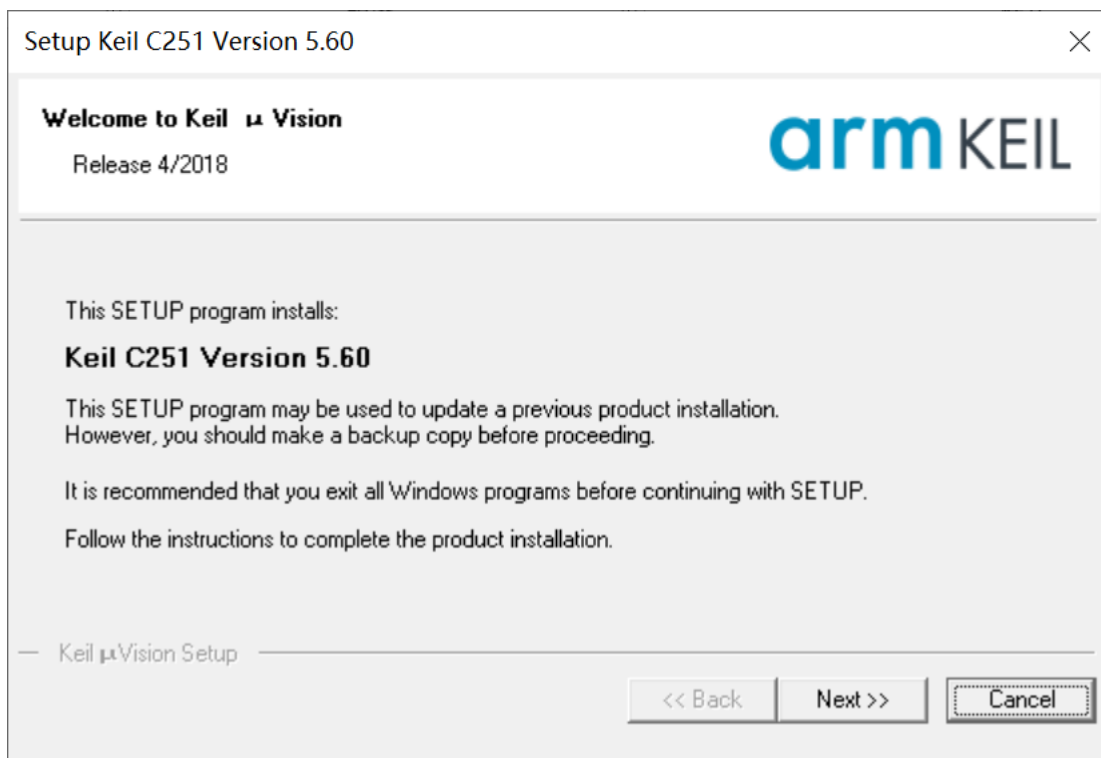 Setup Keil C251 Version 5.60
Welcome to Keil μ Vision
Release 4/2018
arm KEIL
This SETUP program installs:
Keil C251 Version 5.60
This SETUP program may be used to update a previous product installation.
However, you should make a backup copy before proceeding.
It is recommended that you exit all Windows programs before continuing with SETUP.
Follow the instructions to complete the product installation.
Keil μVision Setup
<< Back
Next >>
Cancel